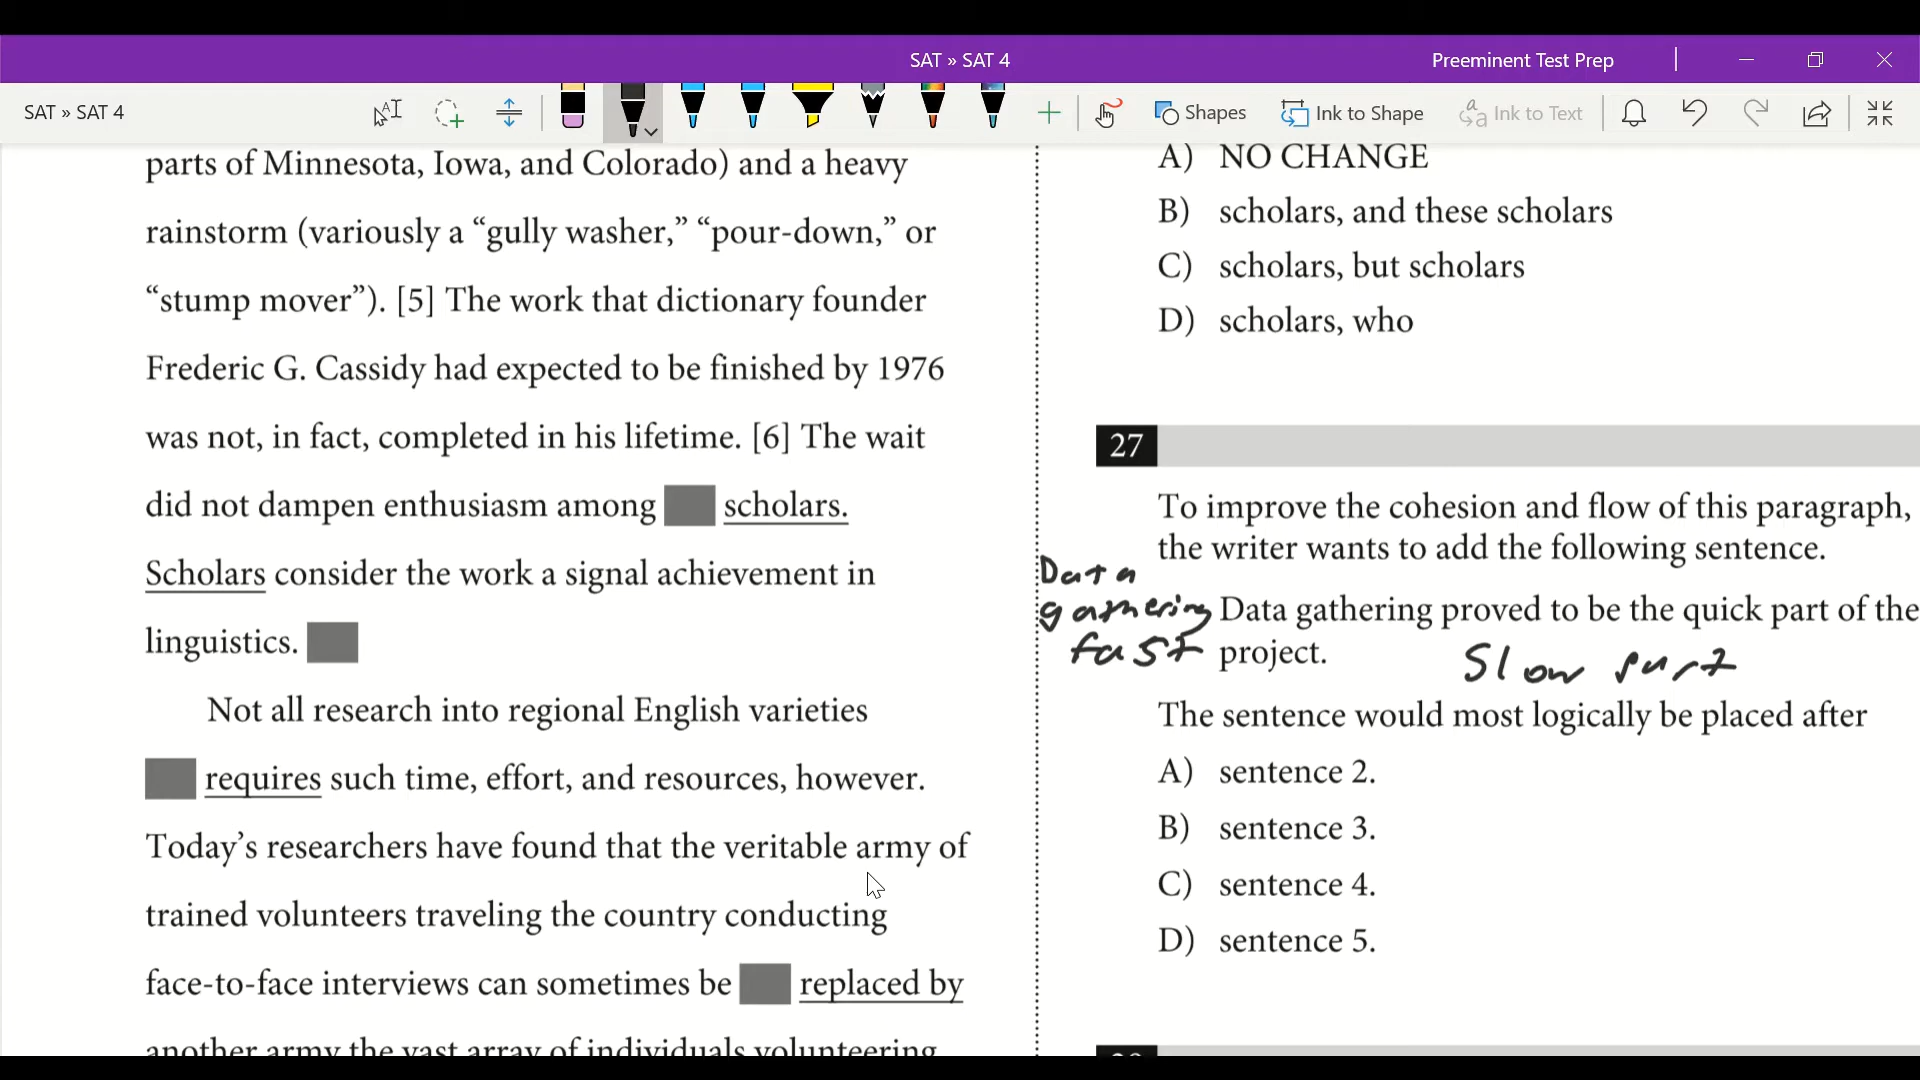 SAT » SAT 4
Preeminent Test Prep
SAT » SAT 4
Shapes
Ink to Shape
Ink to Text
parts of Minnesota, Iowa, and Colorado) and a heavy
rainstorm (variously a “gully washer,” “pour-down,” or
“stump mover”). [5] The work that dictionary founder
Frederic G. Cassidy had expected to be finished by 1976
was not, in fact, completed in his lifetime. [6] The wait
did not dampen enthusiasm among scholars.
Scholars consider the work a signal achievement in
linguistics.
Not all research into regional English varieties
requires such time, effort, and resources, however.
Today’s researchers have found that the veritable army of
trained volunteers traveling the country conducting
face-to-face interviews can sometimes be replaced by
another army the vast array of individuals volunteering
A) NO CHANGE
B) scholars, and these scholars
C) scholars, but scholars
D) scholars, who
27
To improve the cohesion and flow of this paragraph,
the writer wants to add the following sentence.
Data
gathering
fast
Data gathering proved to be the quick part of the
project.
Slow part
The sentence would most logically be placed after
A) sentence 2.
B) sentence 3.
C) sentence 4.
D) sentence 5.